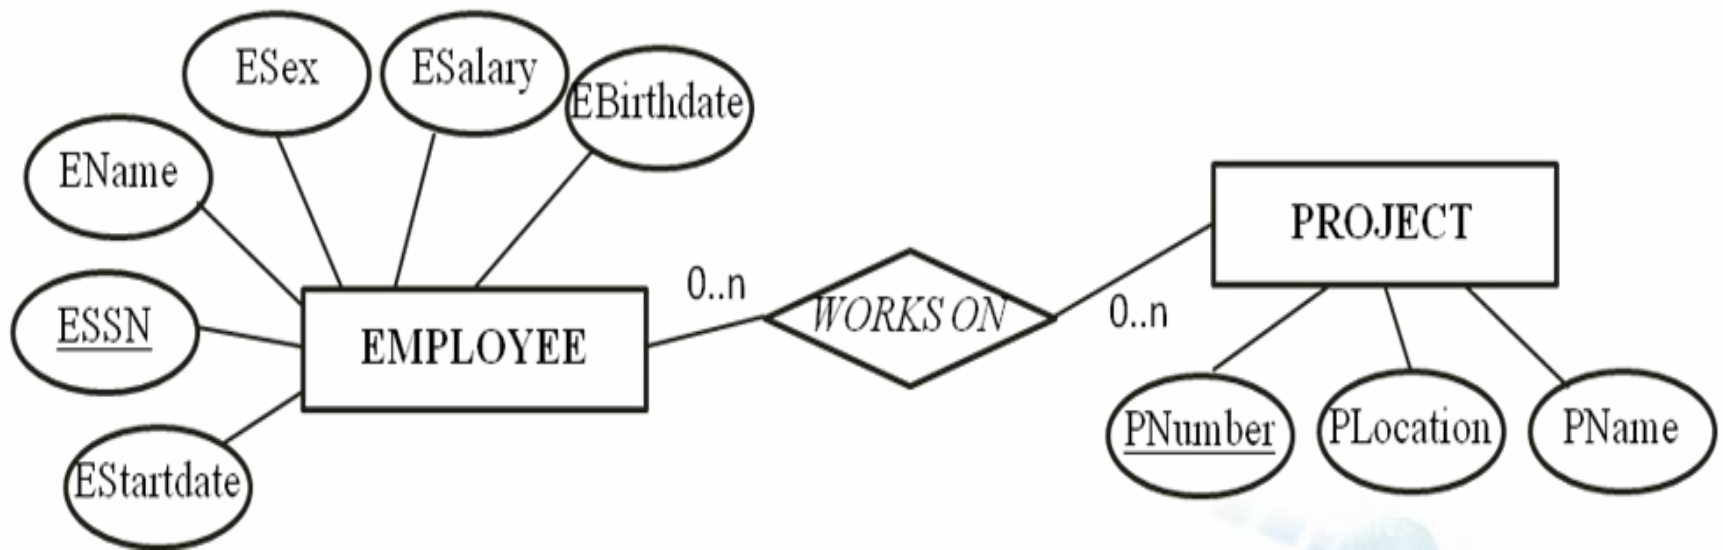 ESex
ESalary
EBirthdate
EName
ESSN
EStartdate
EMPLOYEE
0..n
WORKS ON
0..n
PROJECT
PNumber
PLocation
PName